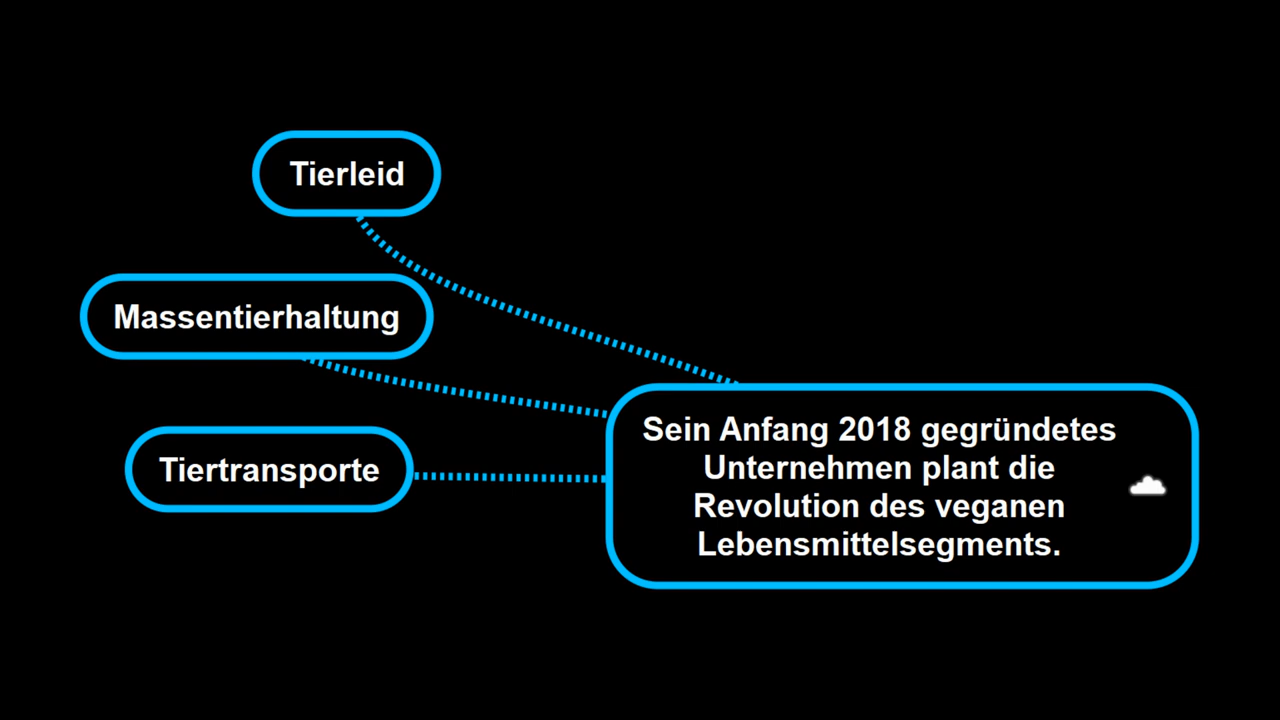 Tierleid
Massentierhaltung
Tiertransporte
Sein Anfang 2018 gegründetes
Unternehmen plant die
Revolution des veganen
Lebensmittelsegments.